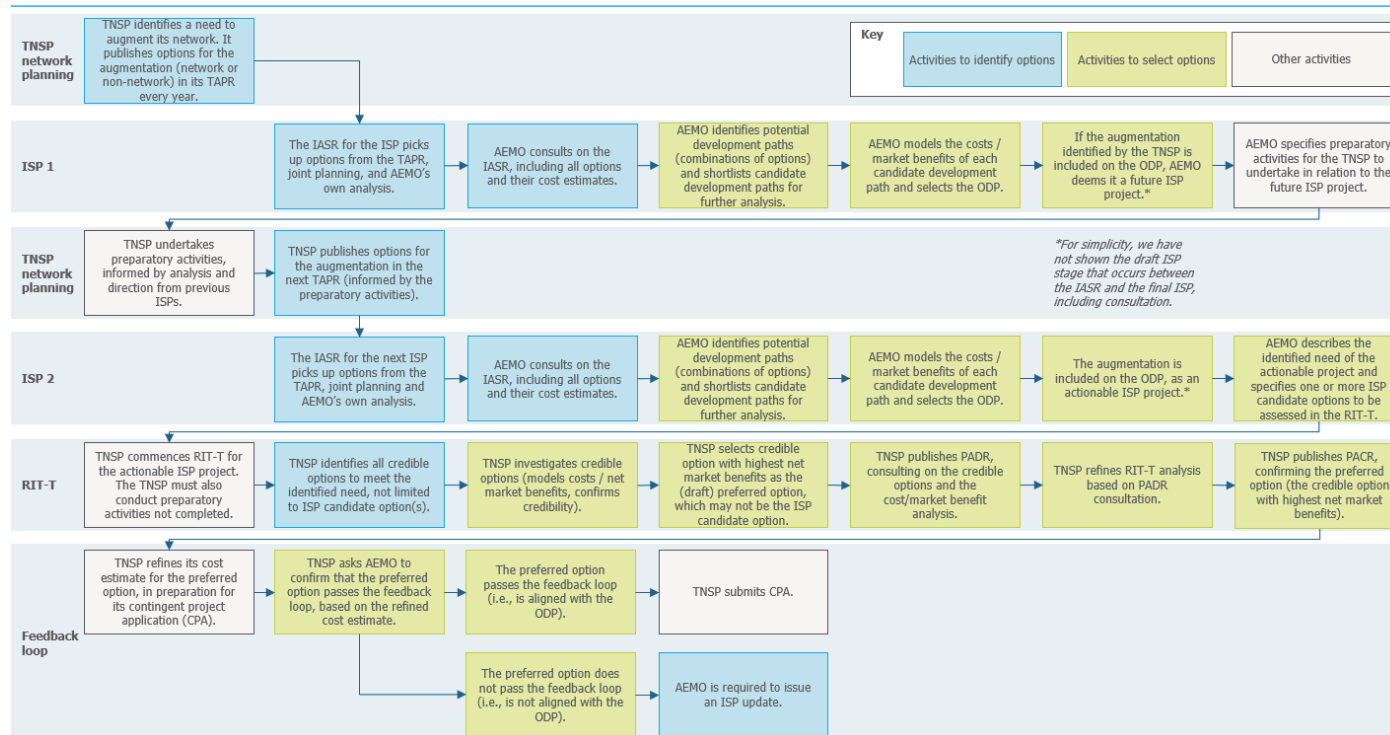 TNSP
network
planning
TNSP identifies a need to
augment its network. It
publishes options for the
augmentation (network or
non-network) in its TAPR
every year.
Key
Activities to identify options
Activities to select options
Other activities
ISP 1
The IASR for the ISP picks
up options from the TAPR,
joint planning, and AEMO's
own analysis.
AEMO consults on the
IASR, including all options
and their cost estimates.
AEMO identifies potential
development paths
(combinations of options)
and shortlists candidate
development paths for
further analysis.
AEMO models the costs /
market benefits of each
candidate development
path and selects the ODP.
If the augmentation
identified by the TNSP is
included on the ODP, AEMO
deems it a future ISP
project.*
AEMO specifies preparatory
activities for the TNSP to
undertake in relation to the
future ISP project.
TNSP
network
planning
TNSP undertakes
preparatory activities,
informed by analysis and
direction from previous
ISPs.
TNSP publishes options for
the augmentation in the
next TAPR (informed by the
preparatory activities).
*For simplicity, we have
not shown the draft ISP
stage that occurs between
the IASR and the final ISP,
including consultation.
ISP 2
The IASR for the next ISP
picks up options from the
TAPR, joint planning and
AEMO's own analysis.
AEMO consults on the
IASR, including all options
and their cost estimates.
AEMO identifies potential
development paths
(combinations of options)
and shortlists candidate
development paths for
further analysis.
AEMO models the costs /
market benefits of each
candidate development
path and selects the ODP.
The augmentation is
included on the ODP, as an
actionable ISP project.*
AEMO describes the
identified need of the
actionable project and
specifies one or more ISP
candidate options to be
assessed in the RIT-T.
RIT-T
TNSP commences RIT-T for
the actionable ISP project.
The TNSP must also
conduct preparatory
activities not completed.
TNSP identifies all credible
options to meet the
identified need, not limited
to ISP candidate option(s).
TNSP investigates credible
options (models costs / net
market benefits, confirms
credibility).
TNSP selects credible
option with highest net
market benefits as the
(draft) preferred option,
which may not be the ISP
candidate option.
TNSP publishes PADR,
consulting on the credible
options and the
cost/market benefit
analysis.
TNSP refines RIT-T analysis
based on PADR
consultation.
TNSP publishes PACR,
confirming the preferred
option (the credible option
with highest net market
benefits).
Feedback
loop
TNSP refines its cost
estimate for the preferred
option, in preparation for
its contingent project
application (CPA).
TNSP asks AEMO to
confirm that the preferred
option passes the feedback
loop, based on the refined
cost estimate.
The preferred option
passes the feedback loop
(i.e., is aligned with the
ODP).
TNSP submits CPA.
The preferred option does
not pass the feedback loop
(i.e., is not aligned with the
ODP).
AEMO is required to issue
an ISP update.